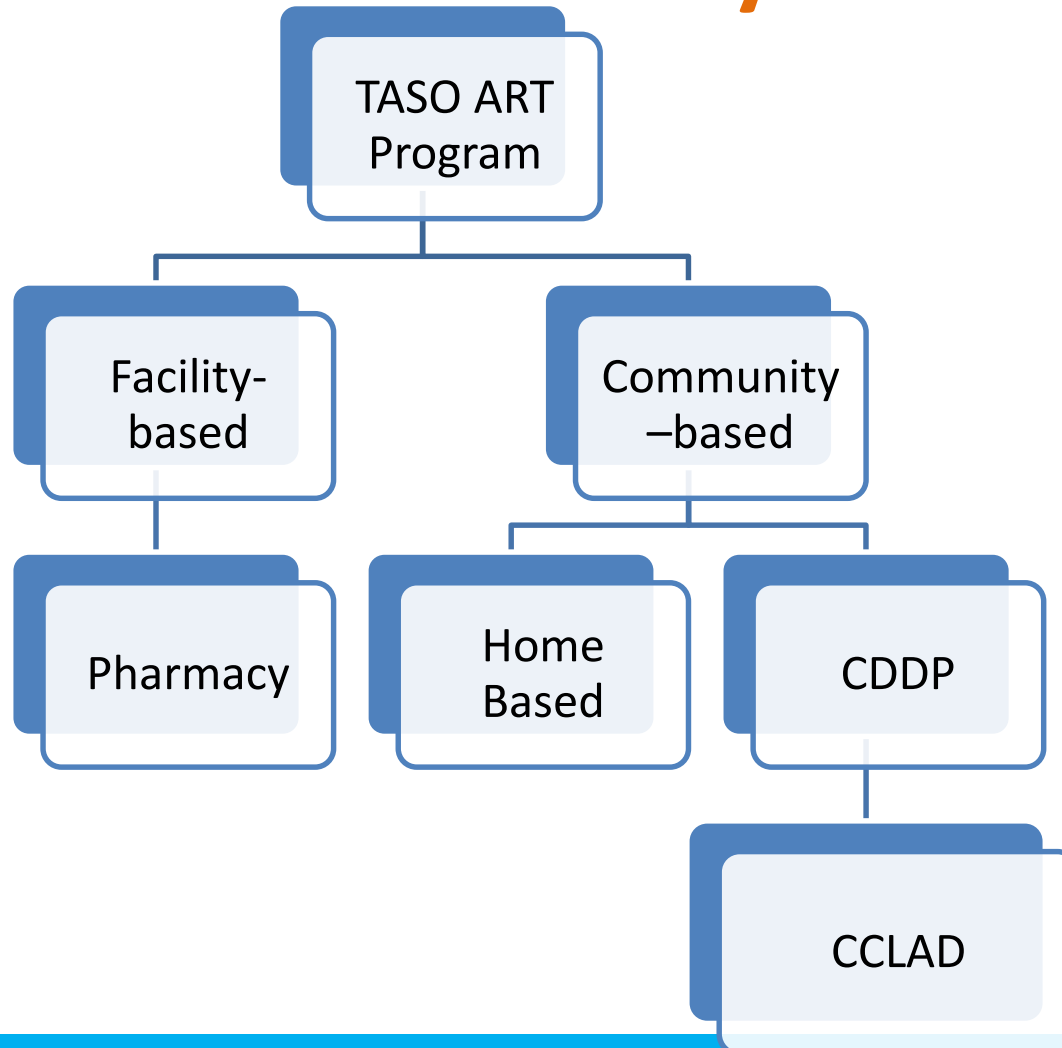 TASO ART
Program
Facility-
based
Community
–based
Pharmacy
Home
Based
CDDP
CCLAD